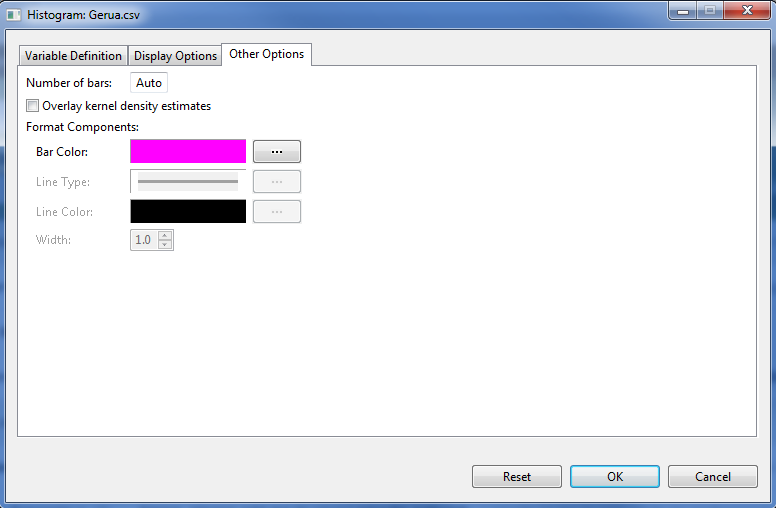 Histogram: Gerua.csv
Variable Definition Display Options Other Options
Number of bars: Auto
Overlay kernel density estimates
Format Components:
Bar Color: ...
Line Type: ...
Line Color: ...
Width: 1.0
Reset OK Cancel